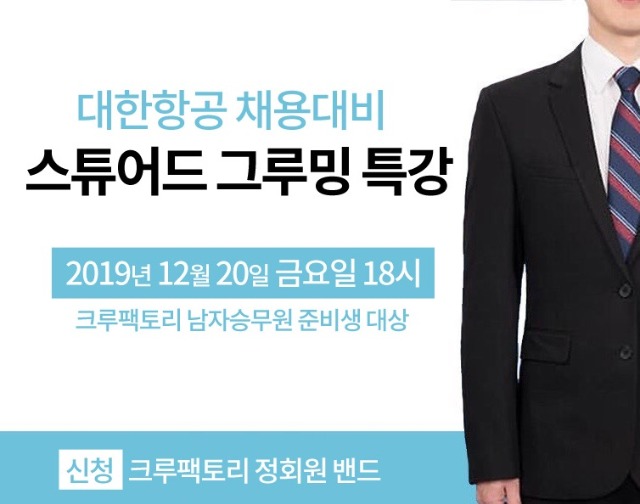 대한항공 채용대비
스튜어드 그루밍 특강
2019년 12월 20일 금요일 18시
크루팩토리 남자승무원 준비생 대상
신청 크루팩토리 정회원 밴드